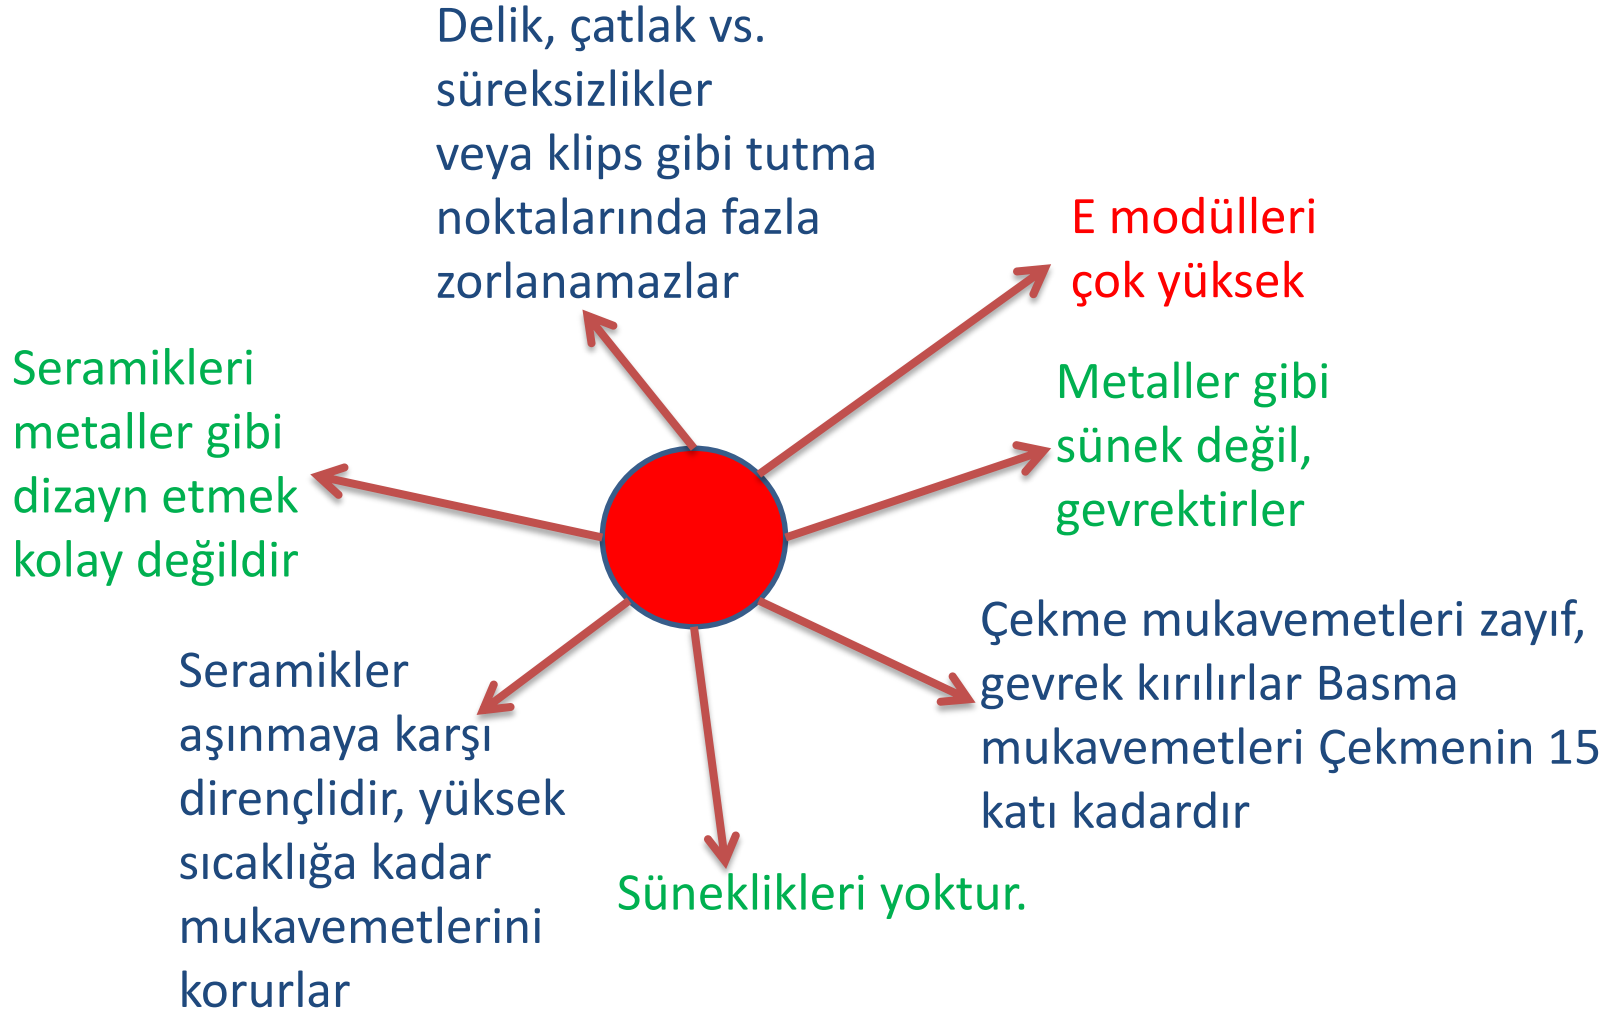 Delik, çatlak vs.
süreksizlikler
veya klips gibi tutma
noktalarında fazla
zorlanamazlar
E modülleri
çok yüksek
Metaller gibi
sünek değil,
gevrektirler
Seramikleri
metaller gibi
dizayn etmek
kolay değildir
Çekme mukavemetleri zayıf,
gevrek kırılırlar Basma
mukavemetleri Çekmenin 15
katı kadardır
Seramikler
aşınmaya karşı
dirençlidir, yüksek
sıcaklığa kadar
mukavemetlerini
korurlar
Süneklikleri yoktur.